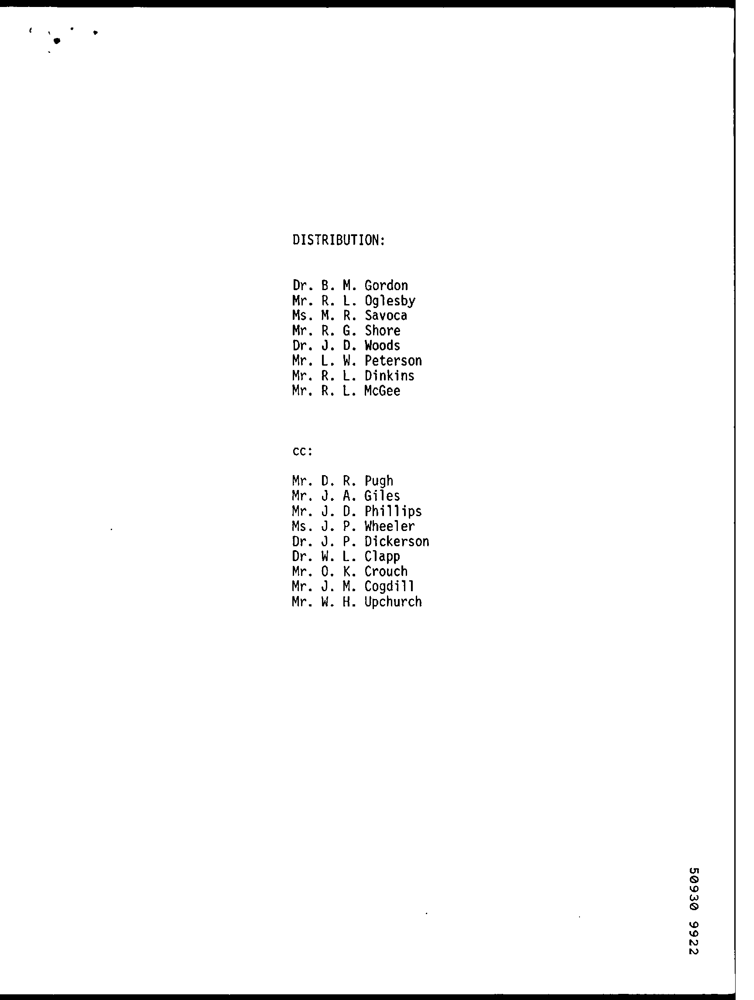 DISTRIBUTION:
Dr. B. M. Gordon
Mr. R. L. Oglesby
Ms. M. R. Savoca
Mr. R. G. Shore
Dr. J. D. Woods
Mr. L. W. Peterson
Mr. R. L. Dinkins
Mr. R. L. McGee
cc:
Mr. D. R. Pugh
Mr. J. A. Giles
Mr. J. D. Phillips
Ms. J. P. Wheeler
Dr. J. P. Dickerson
Dr. W. L. Clapp
Mr. O. K. Crouch
Mr. J. M. Cogdill
Mr. W. H. Upchurch
50930 9922